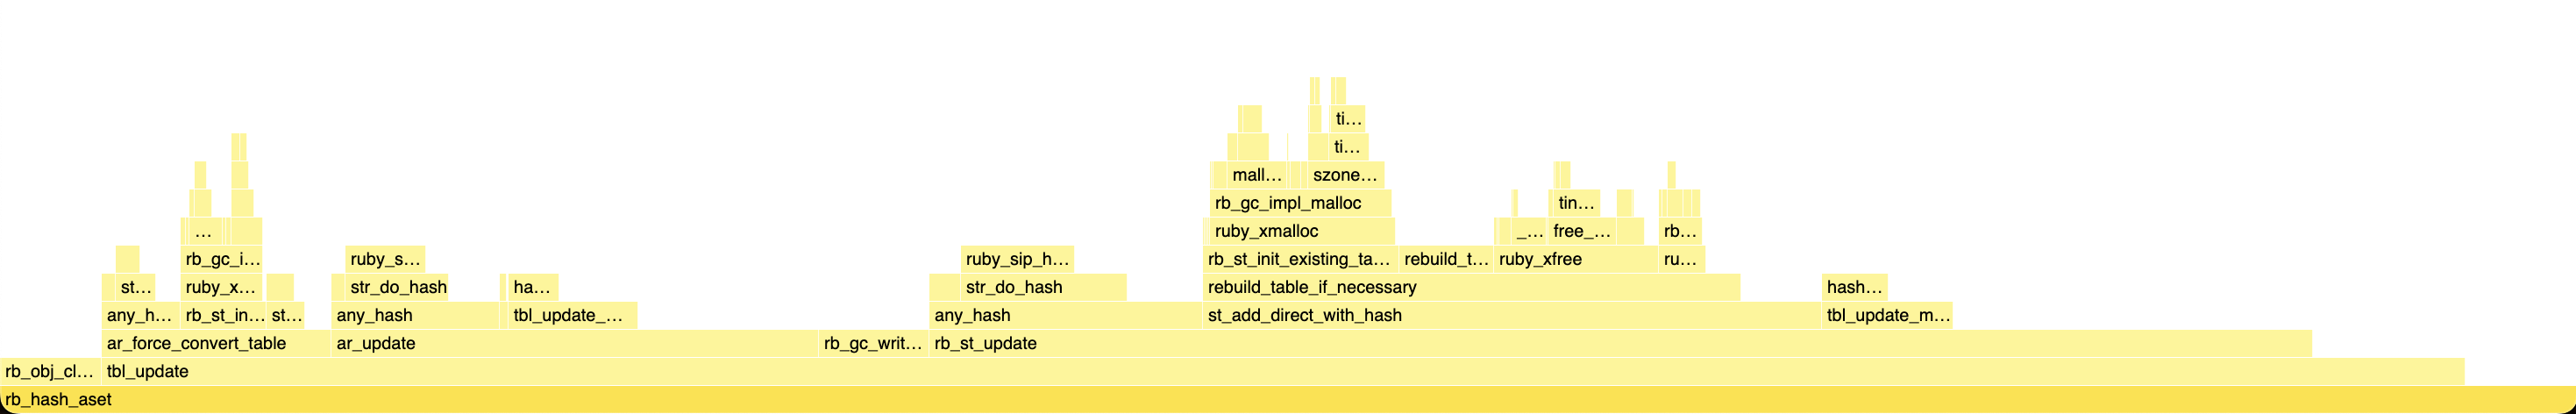 ti…
ti…
mall… szone…
rb_gc_impl_malloc tin…
… ruby_xmalloc _… free_… rb…
rb_gc_i… ruby_s… ruby_sip_h… rb_st_init_existing_ta… rebuild_t… ruby_xfree ru…
st… ruby_x… str_do_hash ha… str_do_hash rebuild_table_if_necessary hash…
any_h… rb_st_in… st… any_hash tbl_update_… any_hash st_add_direct_with_hash tbl_update_m…
ar_force_convert_table ar_update rb_gc_writ… rb_st_update
rb_obj_cl… tbl_update
rb_hash_aset